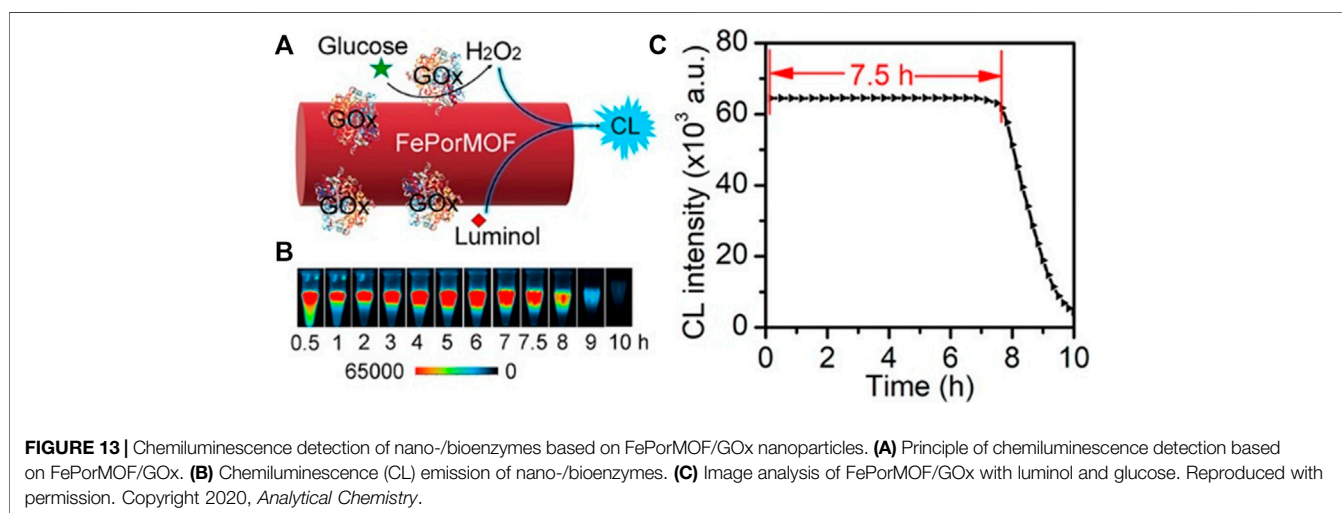 A
Glucose
H2O2
GOx
GOx
FePorMOF
CL
GOx
GOx
Luminol
B
0.5 1 2 3 4 5 6 7 7.5 8 9 10 h
65000 0
C
CL intensity (x10³ a.u.)
80
60
40
20
0
7.5 h
0 2 4 6 8 10
Time (h)
FIGURE 13 | Chemiluminescence detection of nano-/bioenzymes based on FePorMOF/GOx nanoparticles. (A) Principle of chemiluminescence detection based
on FePorMOF/GOx. (B) Chemiluminescence (CL) emission of nano-/bioenzymes. (C) Image analysis of FePorMOF/GOx with luminol and glucose. Reproduced with
permission. Copyright 2020, Analytical Chemistry.